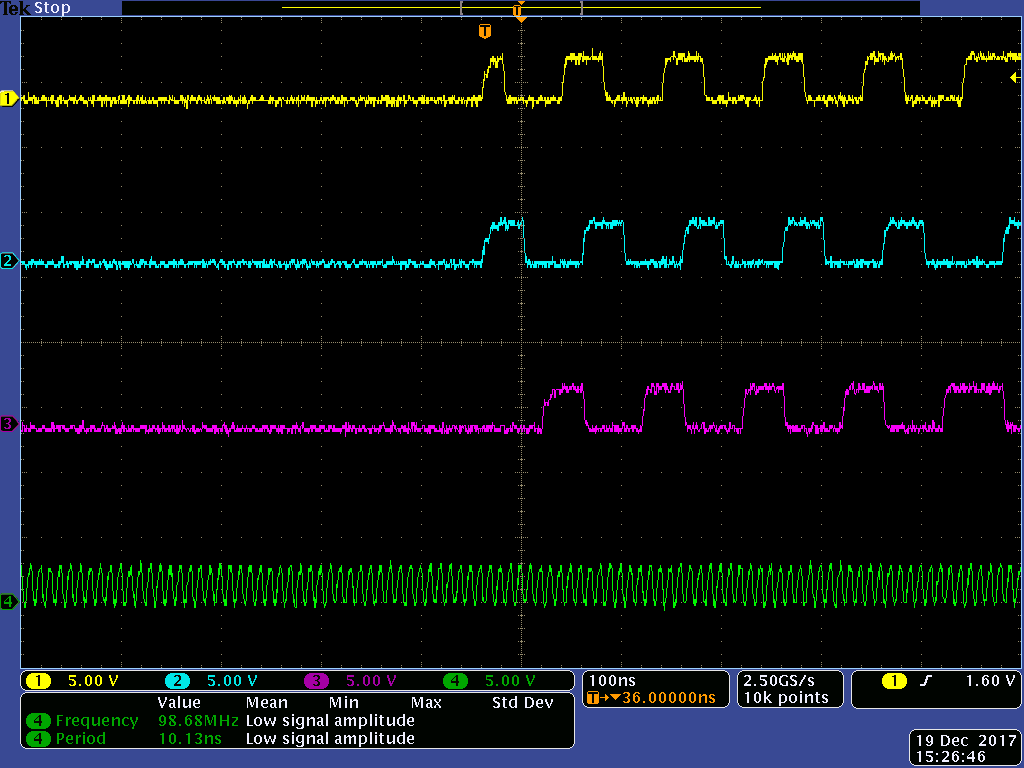 Tek Stop
T
T
1
2
3
4
1 5.00 V 2 5.00 V 3 5.00 V 4 5.00 V
100ns
T→▼36.00000ns
2.50GS/s
10k points
1 1.60 V
Value Mean Min Max Std Dev
4 Frequency 98.68MHz Low signal amplitude
4 Period 10.13ns Low signal amplitude
19 Dec 2017
15:26:46